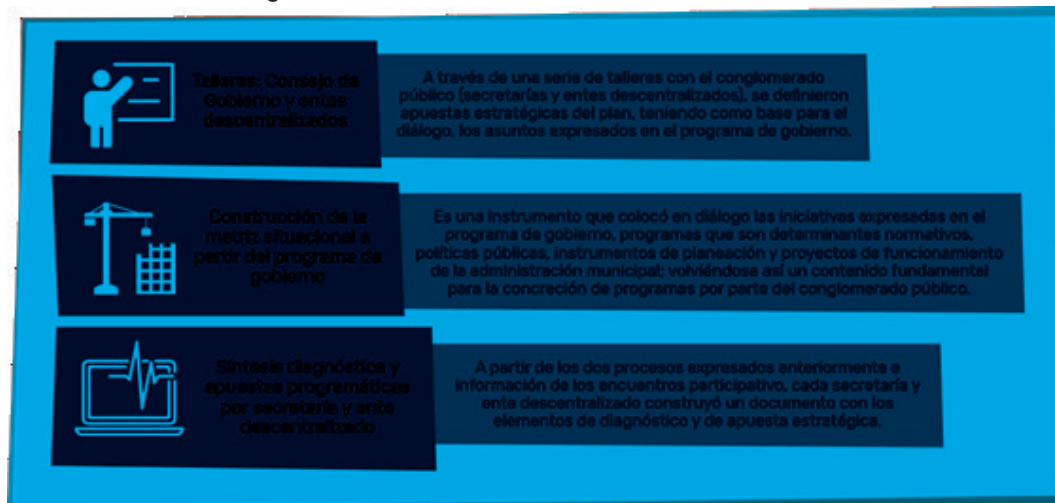 Talleres: Consejo de
Gobierno y entes
descentralizados
A través de una serie de talleres con el conglomerado
público (secretarías y entes descentralizados), se definieron
apuestas estratégicas del plan, teniendo como base para el
diálogo, los asuntos expresados en el programa de gobierno.
Construcción de la
matriz situacional a
partir del programa de
gobierno
Es una instrumento que colocó en diálogo las iniciativas expresadas en el
programa de gobierno, programas que son determinantes normativos,
políticas públicas, instrumentos de planeación y proyectos de funcionamiento
de la administración municipal; volviéndose así un contenido fundamental
para la concreción de programas por parte del conglomerado público.
Síntesis diagnóstica y
apuestas programáticas
por secretaría y ente
descentralizado
A partir de los dos procesos expresados anteriormente e
información de los encuentros participativo, cada secretaría y
ente descentralizado construyó un documento con los
elementos de diagnóstico y de apuesta estratégica.